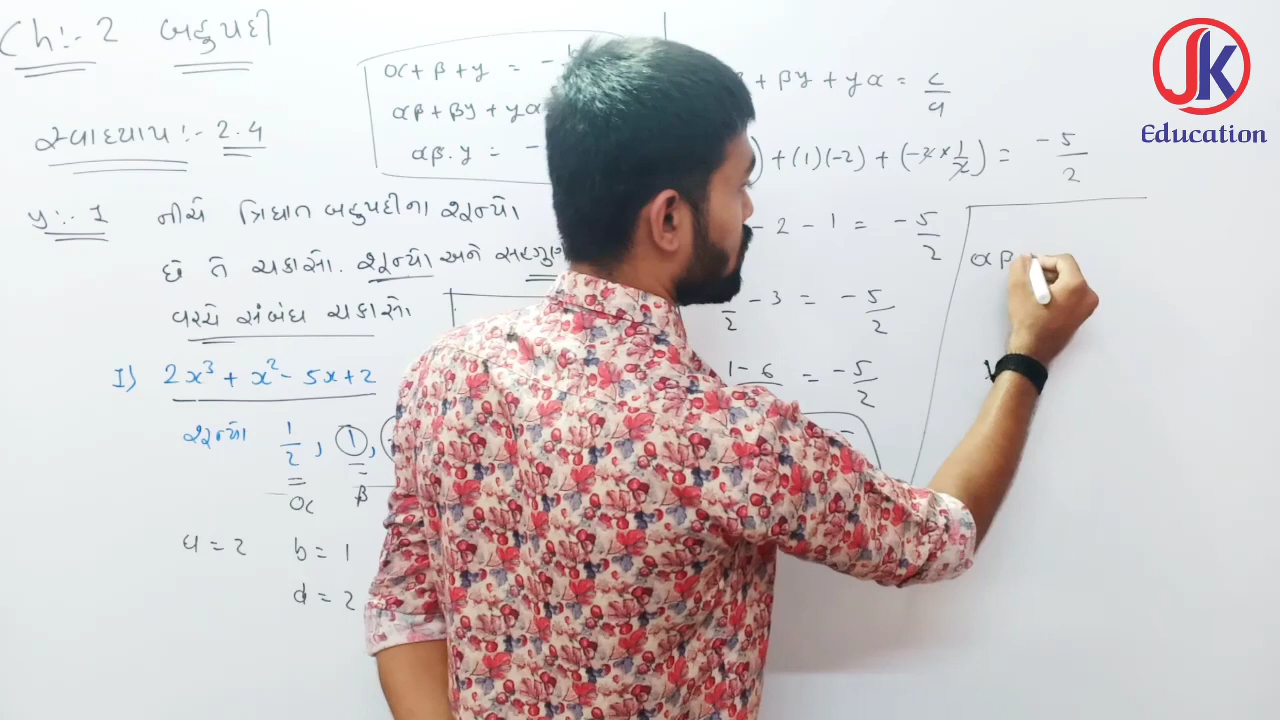 Ch:- 2 બહુપદી
સ્વાધ્યાય :- 2.4
y:- 1 નીચે ત્રિઘાત બહુપદીના શૂન્યો
છે તે ચકાસો. શૂન્યો અને
વચ્ચે સંબંધ ચકાસો
I) 2x³ + x² - 5x + 2
શૂન્યો 1/2 , 1 ,
α β
a = 2 b = 1
d = 2
α + β + γ = -
αβ + βγ + γα
αβ.γ = -
+ βγ + γα = c/a
) + (1)(-2) + (-2 × 1/2) = -5/2
- 2 - 1 = -5/2
/2 - 3 = -5/2
1 - 6 = -5/2
αβ
JK
Education